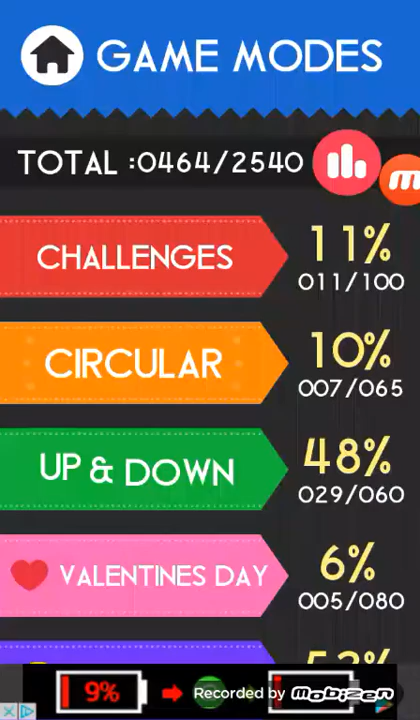 GAME MODES
TOTAL :0464/2540
CHALLENGES
11%
011/100
CIRCULAR
10%
007/065
UP & DOWN
48%
029/060
VALENTINES DAY
6%
005/080
9%
Recorded by mobizen